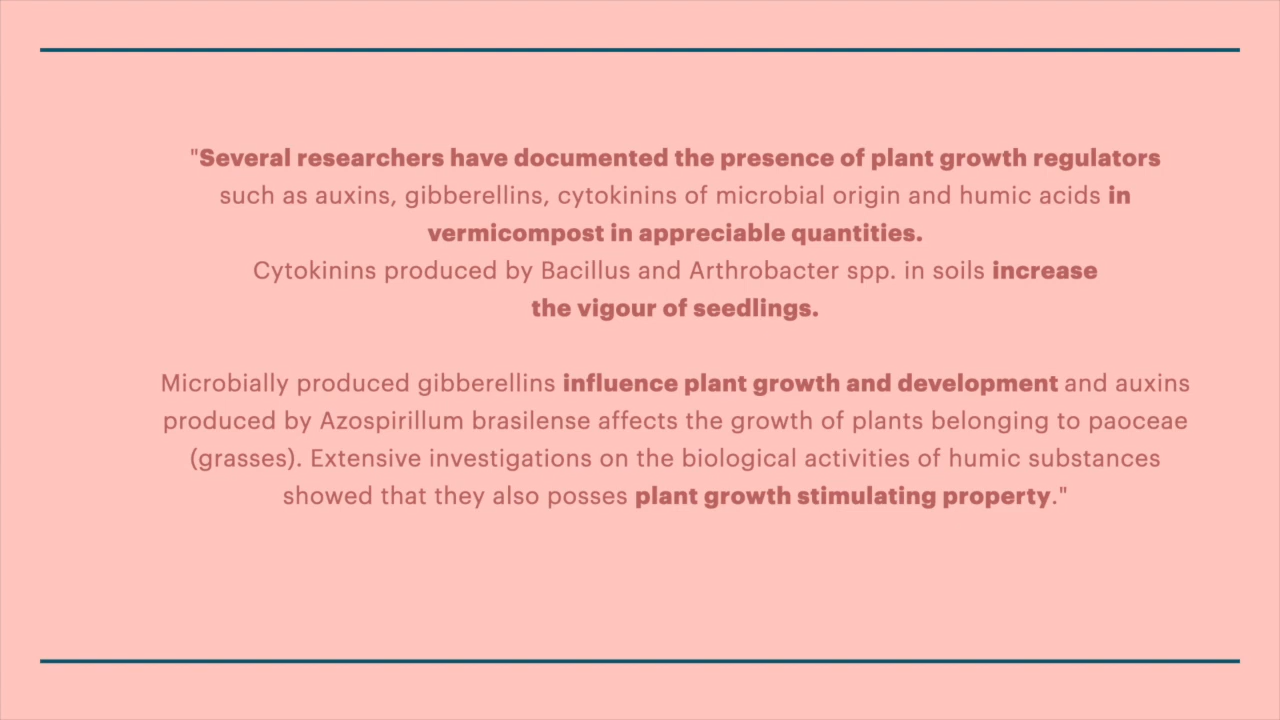 "Several researchers have documented the presence of plant growth regulators
such as auxins, gibberellins, cytokinins of microbial origin and humic acids in
vermicompost in appreciable quantities.
Cytokinins produced by Bacillus and Arthrobacter spp. in soils increase
the vigour of seedlings.
Microbially produced gibberellins influence plant growth and development and auxins
produced by Azospirillum brasilense affects the growth of plants belonging to paoceae
(grasses). Extensive investigations on the biological activities of humic substances
showed that they also posses plant growth stimulating property."